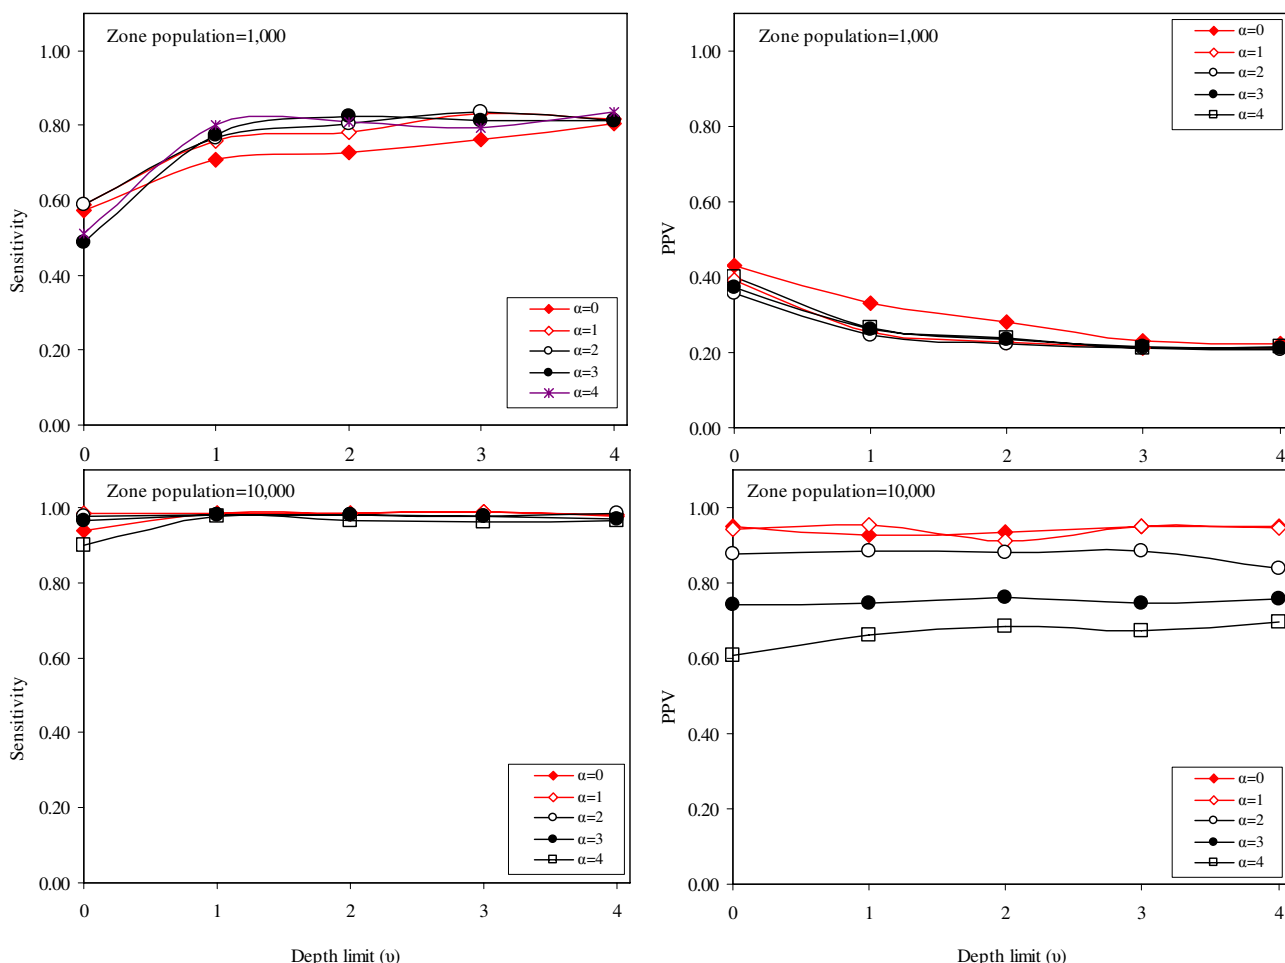 Zone population=1,000
1.00
0.80
0.60
0.40
0.20
0.00
Sensitivity
0 1 2 3 4
α=0
α=1
α=2
α=3
α=4
Zone population=1,000
1.00
0.80
0.60
0.40
0.20
0.00
PPV
0 1 2 3 4
α=0
α=1
α=2
α=3
α=4
Zone population=10,000
1.00
0.80
0.60
0.40
0.20
0.00
Sensitivity
0 1 2 3 4
Depth limit (υ)
α=0
α=1
α=2
α=3
α=4
Zone population=10,000
1.00
0.80
0.60
0.40
0.20
0.00
PPV
0 1 2 3 4
Depth limit (υ)
α=0
α=1
α=2
α=3
α=4